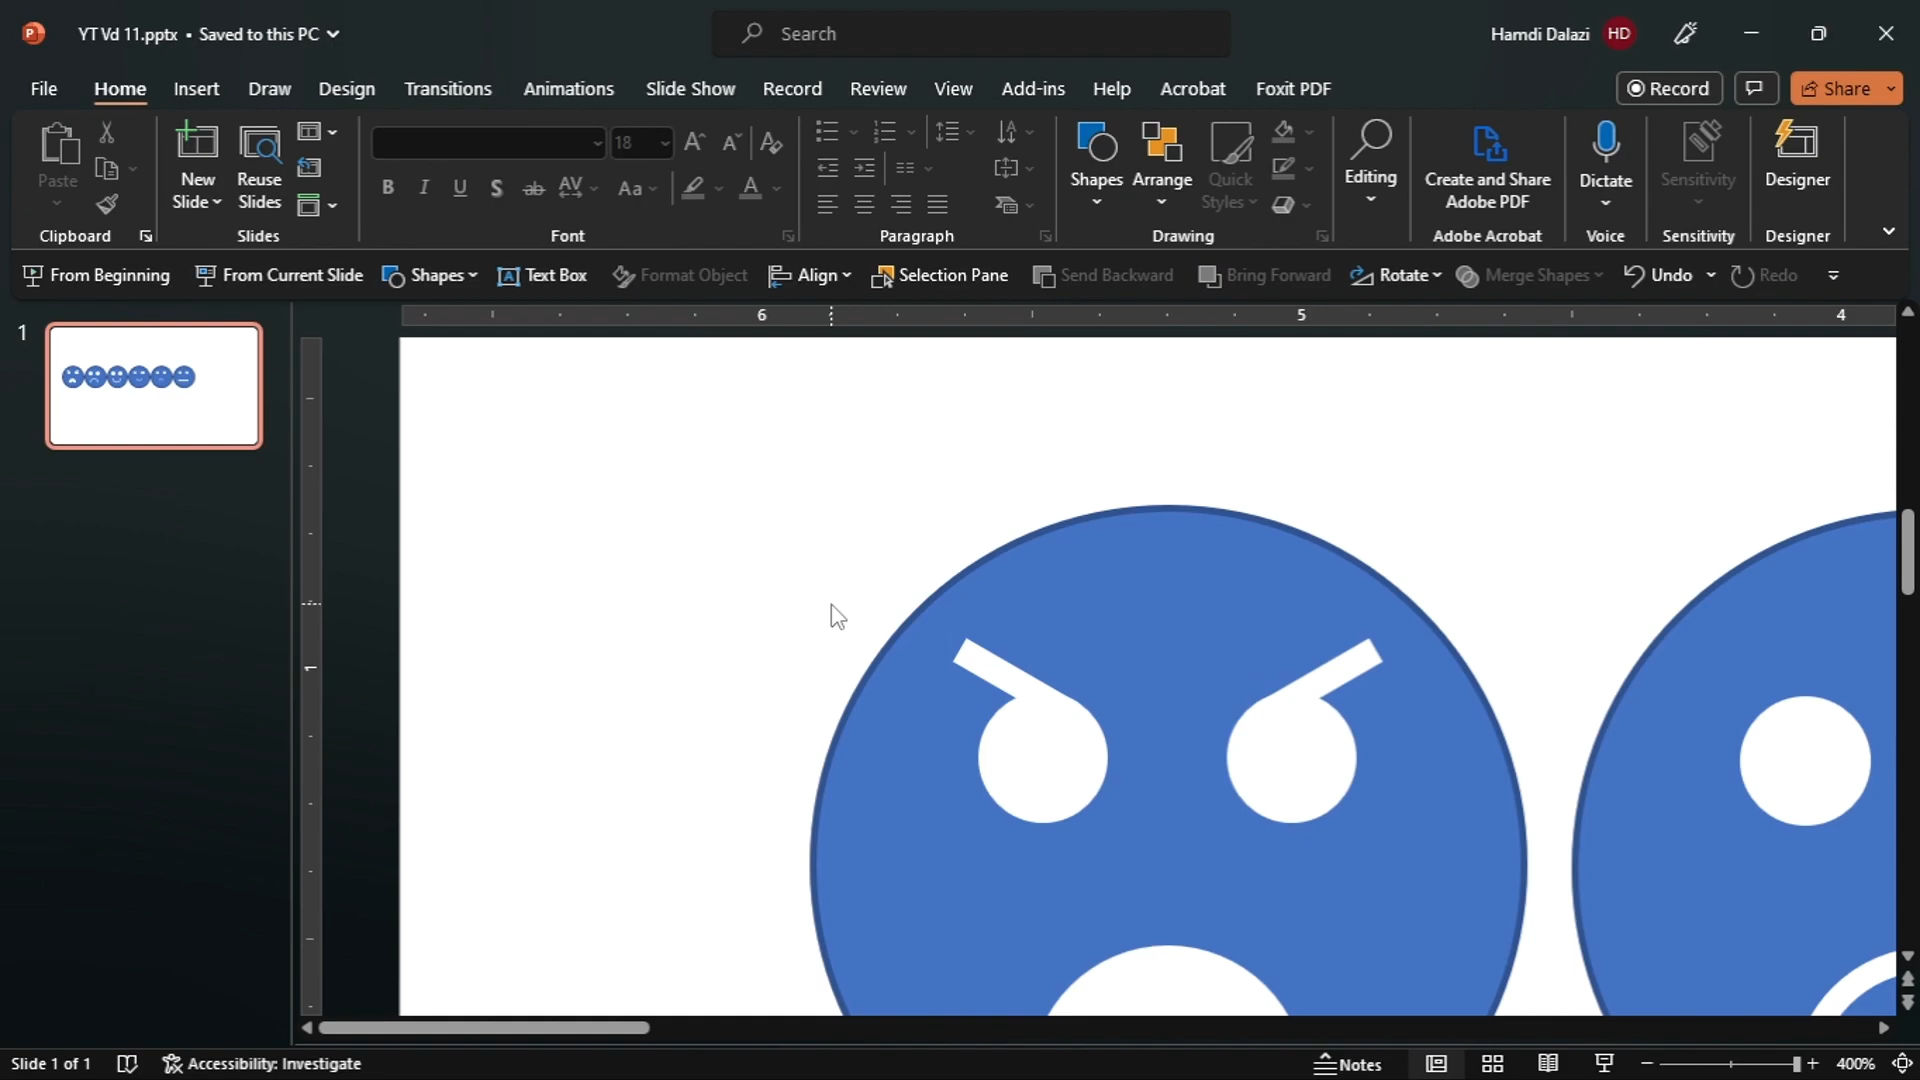 YT Vd 11.pptx • Saved to this PC
Search
Hamdi Dalazi HD
File Home Insert Draw Design Transitions Animations Slide Show Record Review View Add-ins Help Acrobat Foxit PDF
Record
Share
Paste
New
Slide
Reuse
Slides
18
B I U S ab AV Aa A
Shapes
Arrange
Quick
Styles
Editing
Create and Share
Adobe PDF
Dictate
Sensitivity
Designer
Clipboard Slides Font Paragraph Drawing Adobe Acrobat Voice Sensitivity Designer
From Beginning From Current Slide Shapes Text Box Format Object Align Selection Pane Send Backward Bring Forward Rotate Merge Shapes Undo Redo
6 5 4
1
1
Slide 1 of 1 Accessibility: Investigate Notes 400%